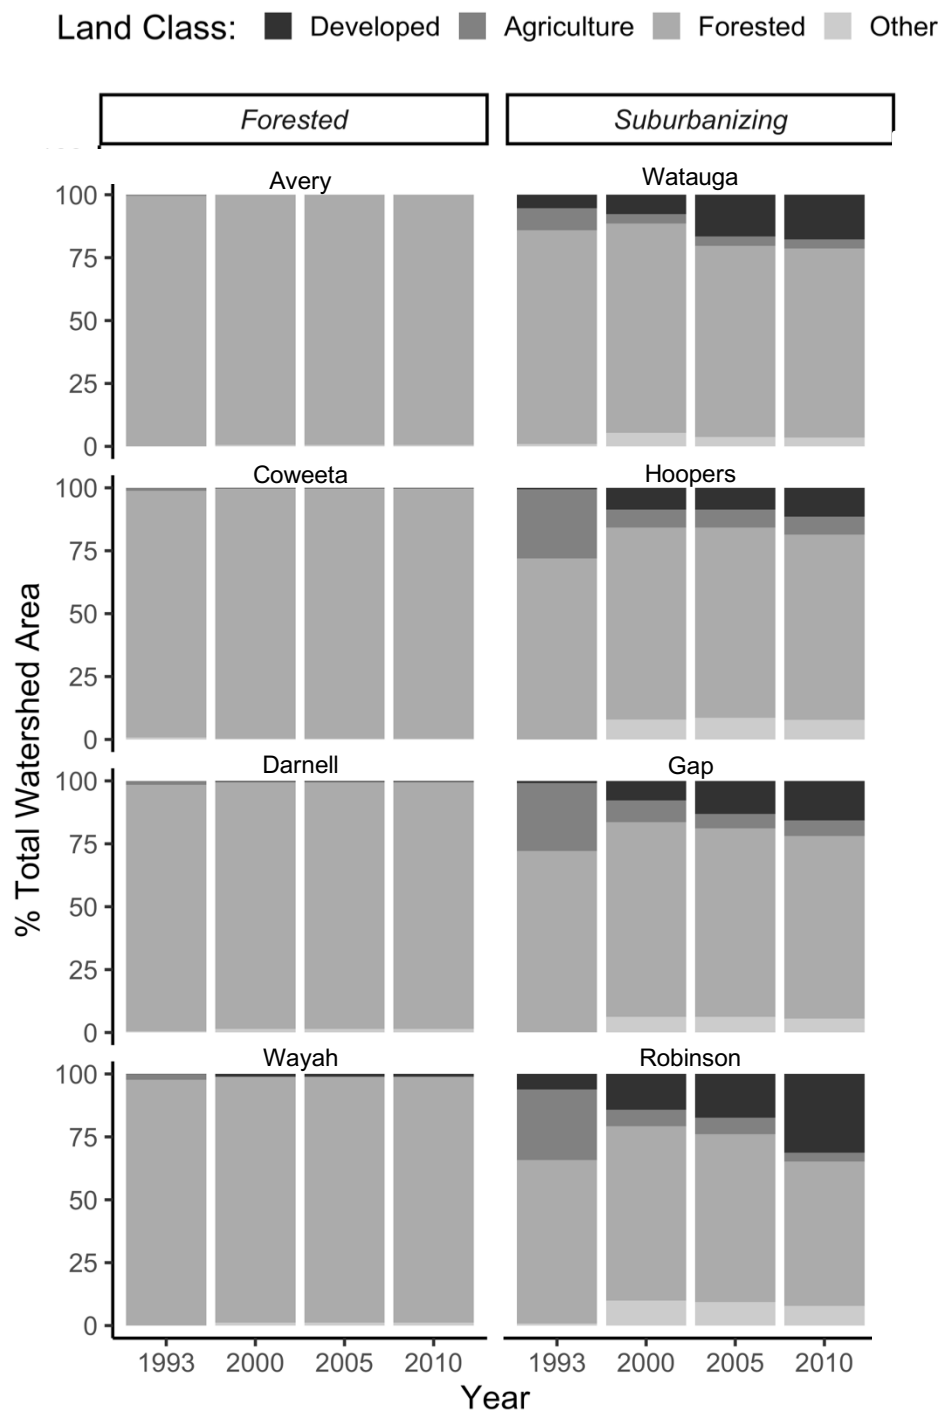 Land Class: Developed Agriculture Forested Other
Forested Suburbanizing
Avery Watauga
100
75
50
25
0
Coweeta Hoopers
100
75
50
25
0
Darnell Gap
100
75
50
25
0
Wayah Robinson
100
75
50
25
0
% Total Watershed Area
1993 2000 2005 2010 1993 2000 2005 2010
Year